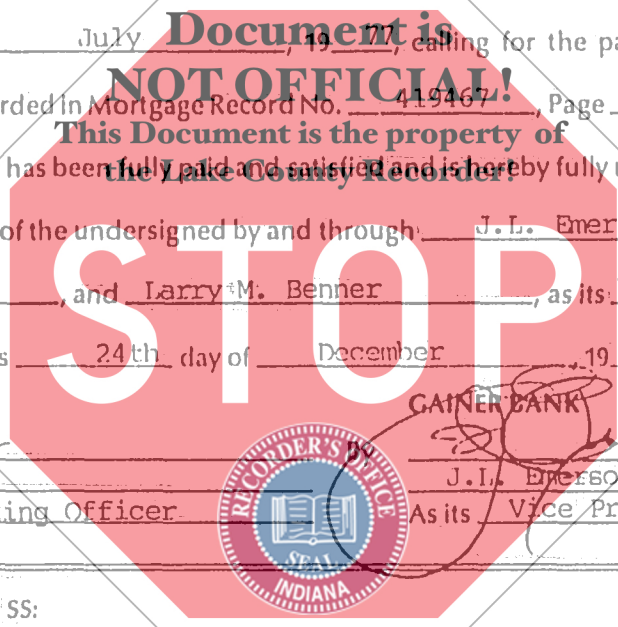 July Document is, 19 77, calling for the pa
NOT OFFICIAL!
rded in Mortgage Record No. 419467, Page
This Document is the property of
the Lake County Recorder!
has been fully paid and satisfied and is hereby fully
of the undersigned by and through J.L. Emer
STOP
, and Larry M. Benner, as its
24th day of December, 19
GAINER BANK
BY
J.L. Emerso
ing Officer As its Vice Pr
RECORDER'S OFFICE
SEAL
INDIANA
SS: